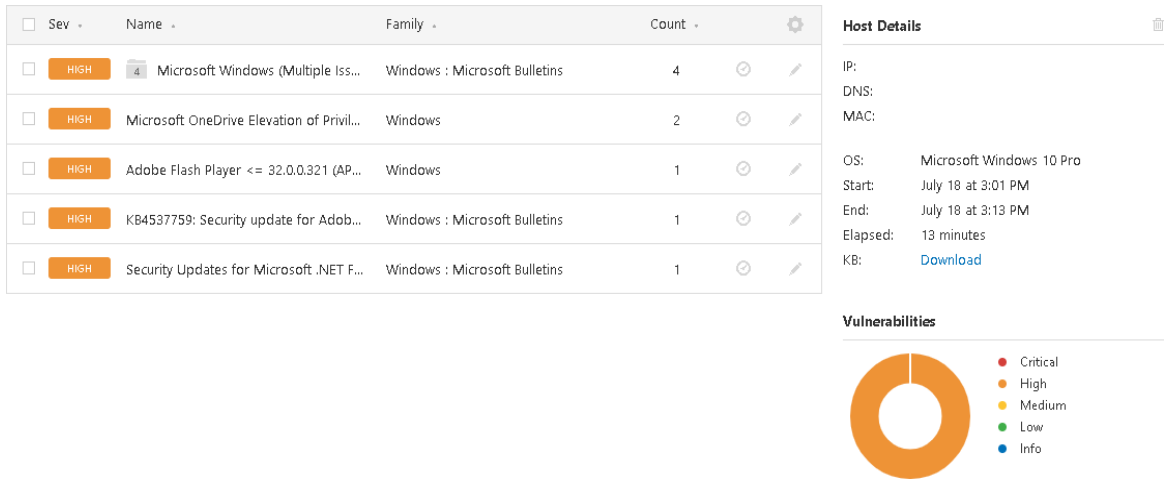 Sev Name Family Count
HIGH 4 Microsoft Windows (Multiple Iss... Windows : Microsoft Bulletins 4
HIGH Microsoft OneDrive Elevation of Privil... Windows 2
HIGH Adobe Flash Player <= 32.0.0.321 (AP... Windows 1
HIGH KB4537759: Security update for Adob... Windows : Microsoft Bulletins 1
HIGH Security Updates for Microsoft .NET F... Windows : Microsoft Bulletins 1
Host Details
IP:
DNS:
MAC:
OS: Microsoft Windows 10 Pro
Start: July 18 at 3:01 PM
End: July 18 at 3:13 PM
Elapsed: 13 minutes
KB: Download
Vulnerabilities
Critical
High
Medium
Low
Info